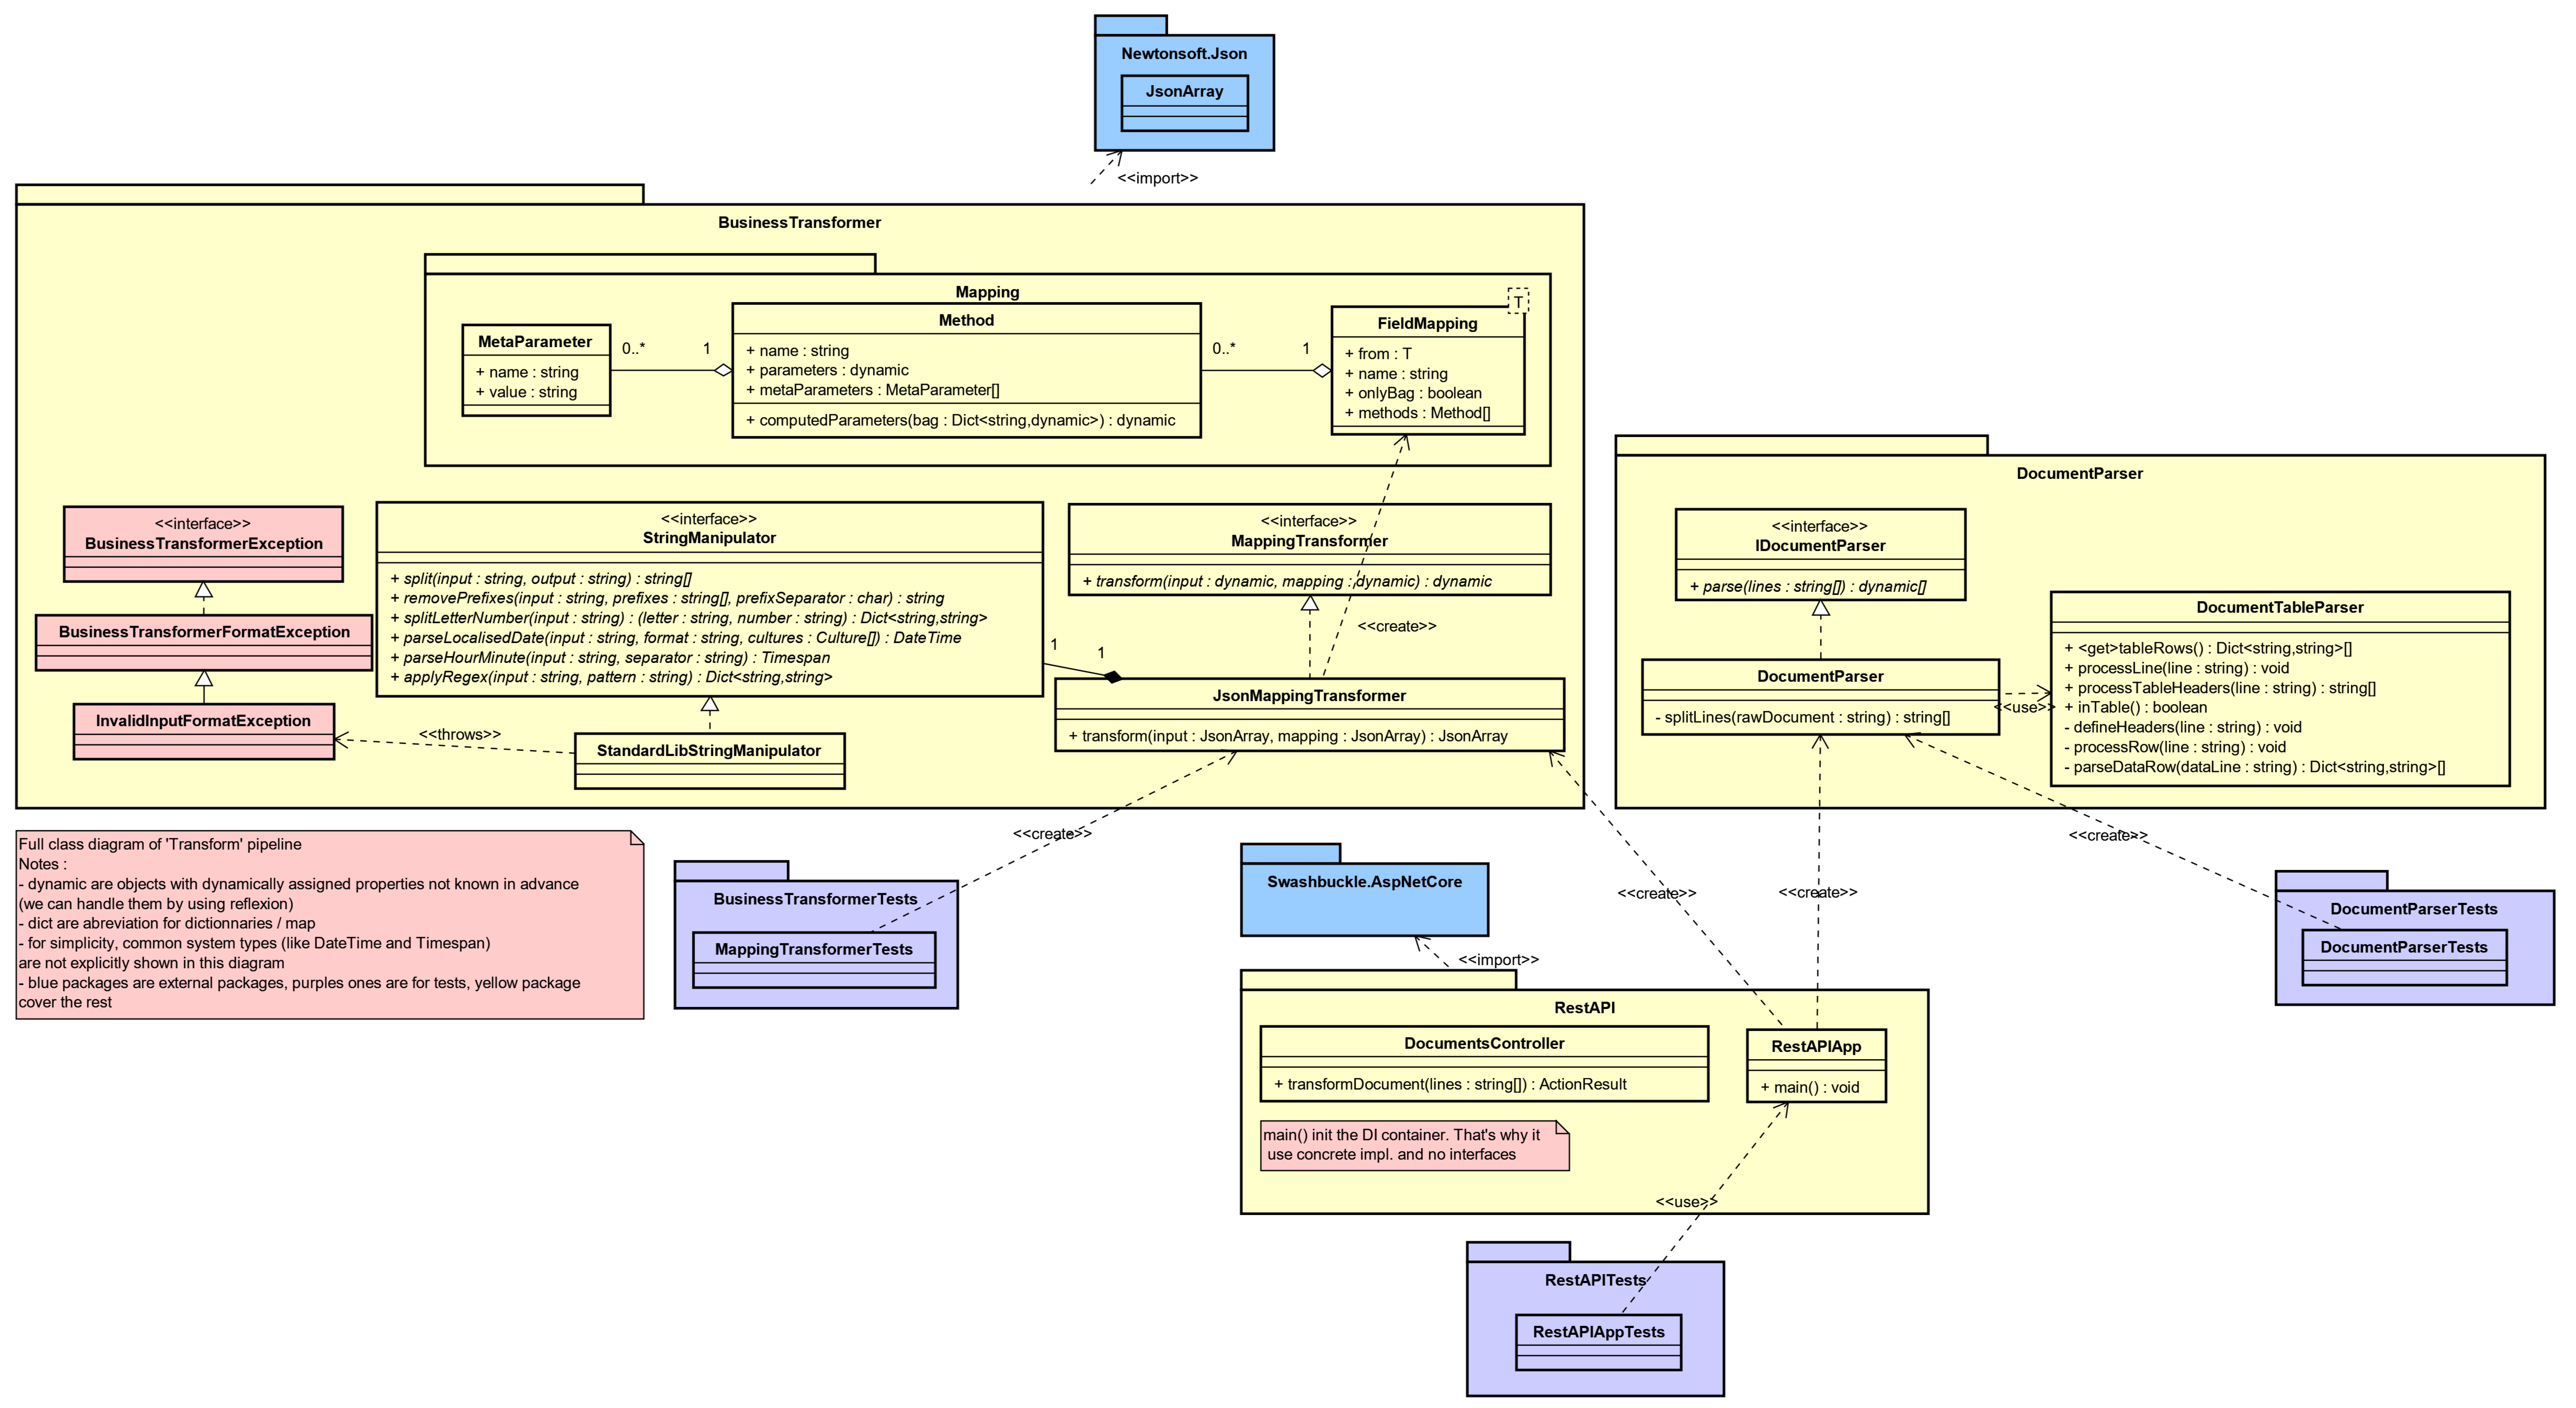 Newtonsoft.Json
JsonArray
<<import>>
BusinessTransformer
Mapping
MetaParameter
+ name : string
+ value : string
0..*
1
Method
+ name : string
+ parameters : dynamic
+ metaParameters : MetaParameter[]
+ computedParameters(bag : Dict<string,dynamic>) : dynamic
0..*
1
T
FieldMapping
+ from : T
+ name : string
+ onlyBag : boolean
+ methods : Method[]
<<interface>>
BusinessTransformerException
BusinessTransformerFormatException
InvalidInputFormatException
<<throws>>
<<interface>>
StringManipulator
+ split(input : string, output : string) : string[]
+ removePrefixes(input : string, prefixes : string[], prefixSeparator : char) : string
+ splitLetterNumber(input : string) : (letter : string, number : string) : Dict<string,string>
+ parseLocalisedDate(input : string, format : string, cultures : Culture[]) : DateTime
+ parseHourMinute(input : string, separator : string) : Timespan
+ applyRegex(input : string, pattern : string) : Dict<string,string>
StandardLibStringManipulator
1
1
<<interface>>
MappingTransformer
+ transform(input : dynamic, mapping : dynamic) : dynamic
<<create>>
JsonMappingTransformer
+ transform(input : JsonArray, mapping : JsonArray) : JsonArray
DocumentParser
<<interface>>
IDocumentParser
+ parse(lines : string[]) : dynamic[]
DocumentParser
- splitLines(rawDocument : string) : string[]
<<use>>
DocumentTableParser
+ <get>tableRows() : Dict<string,string>[]
+ processLine(line : string) : void
+ processTableHeaders(line : string) : string[]
+ inTable() : boolean
- defineHeaders(line : string) : void
- processRow(line : string) : void
- parseDataRow(dataLine : string) : Dict<string,string>[]
Full class diagram of 'Transform' pipeline
Notes :
- dynamic are objects with dynamically assigned properties not known in advance
(we can handle them by using reflexion)
- dict are abreviation for dictionnaries / map
- for simplicity, common system types (like DateTime and Timespan)
are not explicitly shown in this diagram
- blue packages are external packages, purples ones are for tests, yellow package
cover the rest
<<create>>
BusinessTransformerTests
MappingTransformerTests
Swashbuckle.AspNetCore
<<import>>
<<create>>
<<create>>
<<create>>
DocumentParserTests
DocumentParserTests
RestAPI
DocumentsController
+ transformDocument(lines : string[]) : ActionResult
RestAPIApp
+ main() : void
main() init the DI container. That's why it
use concrete impl. and no interfaces
<<use>>
RestAPITests
RestAPIAppTests